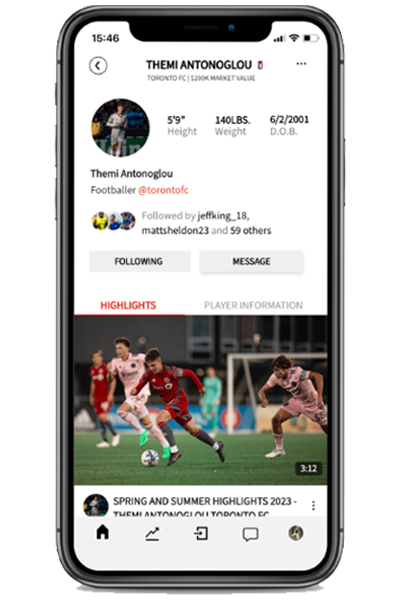 15:46
THEMI ANTONOGLOU
TORONTO FC | $200K MARKET VALUE
5'9" 140LBS. 6/2/2001
Height Weight D.O.B.
Themi Antonoglou
Footballer @torontofc
Followed by jeffking_18,
mattsheldon23 and 59 others
FOLLOWING MESSAGE
HIGHLIGHTS PLAYER INFORMATION
3:12
SPRING AND SUMMER HIGHLIGHTS 2023 -
THEMI ANTONOGLOU TORONTO FC